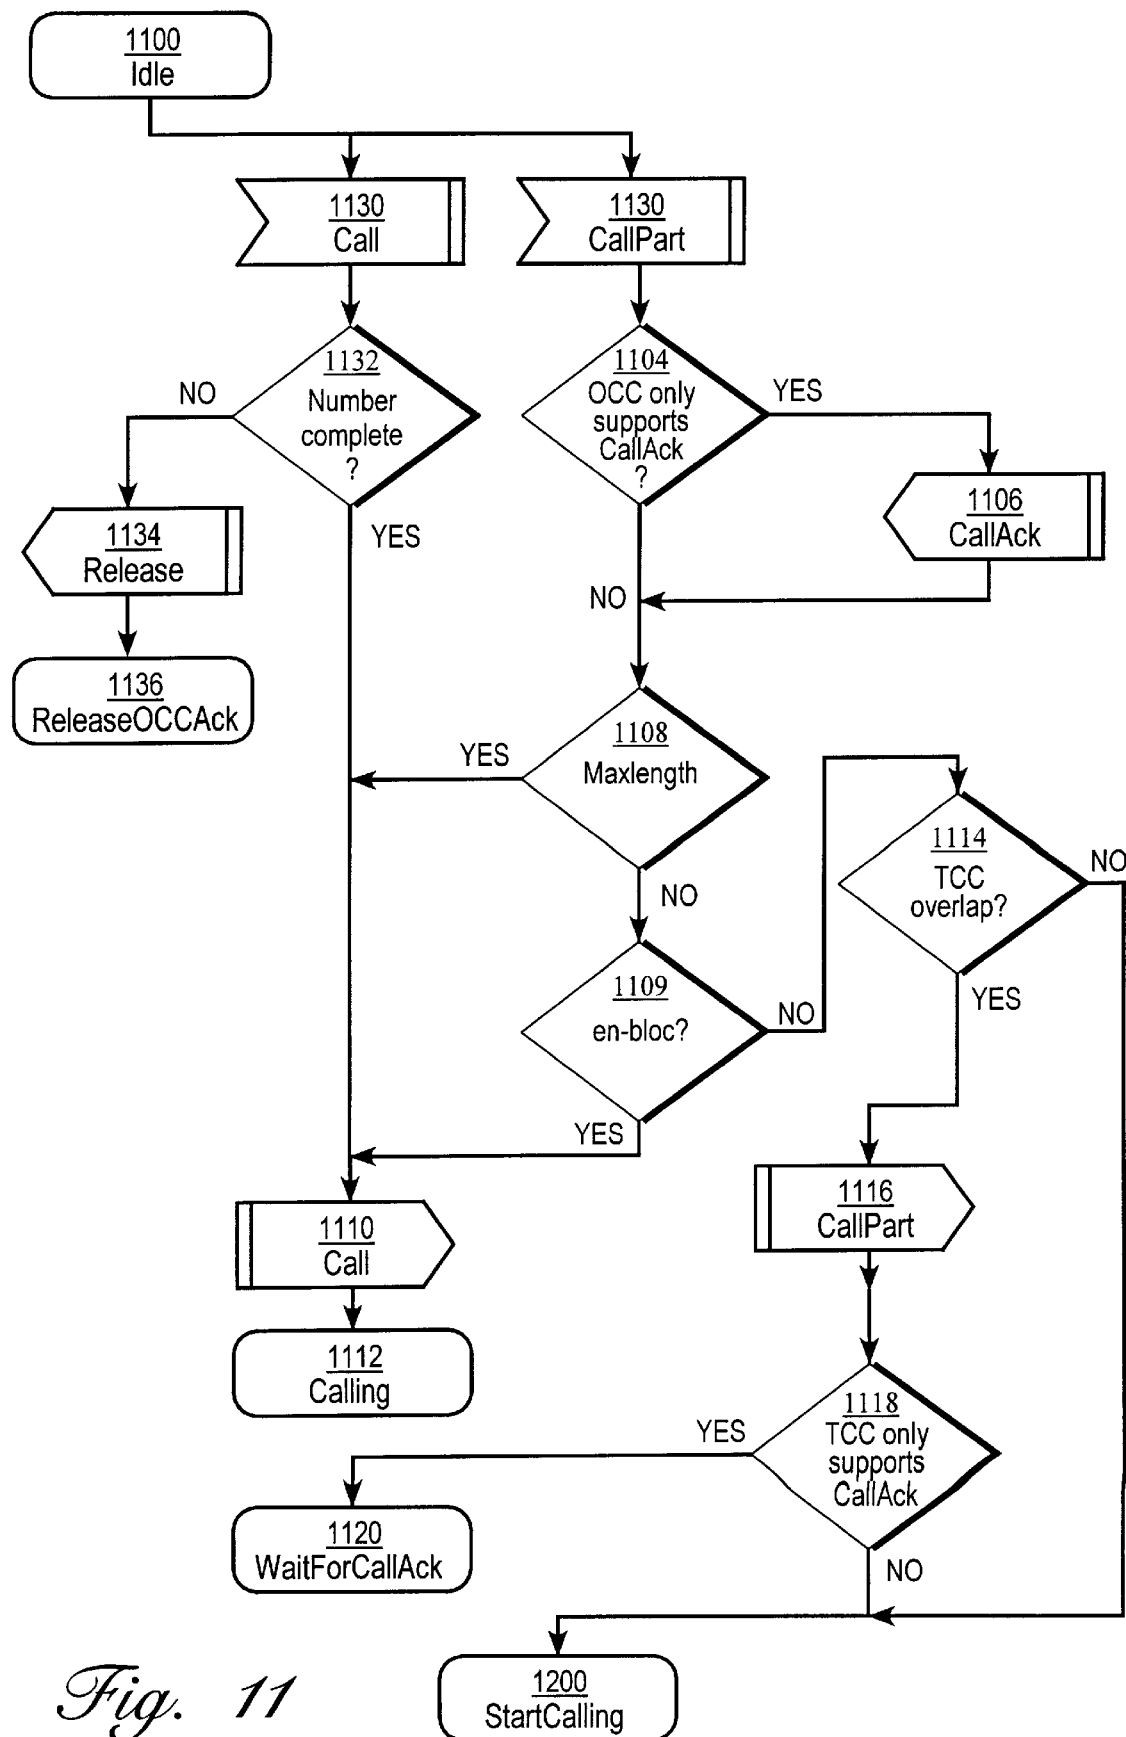 1100
Idle
1130
Call
1130
CallPart
1132
Number
complete
?
NO
YES
1104
OCC only
supports
CallAck
?
YES
NO
1106
CallAck
1134
Release
1136
ReleaseOCCAck
1108
Maxlength
YES
NO
1114
TCC
overlap?
NO
YES
1109
en-bloc?
NO
YES
1116
CallPart
1110
Call
1112
Calling
1118
TCC only
supports
CallAck
YES
NO
1120
WaitForCallAck
1200
StartCalling
Fig. 11